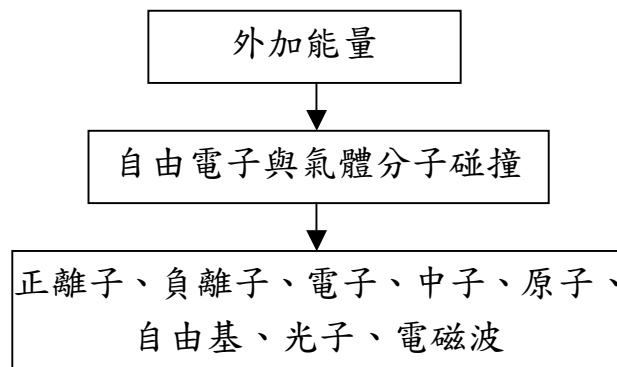 外加能量
自由電子與氣體分子碰撞
正離子、負離子、電子、中子、原子、
自由基、光子、電磁波